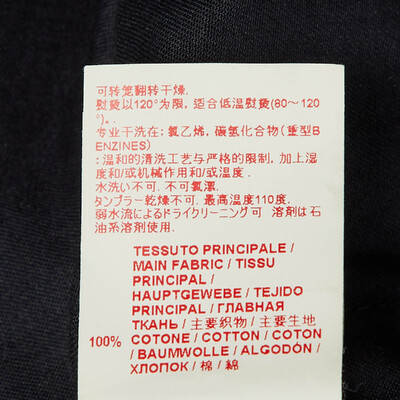 可转笼翻转干燥.
熨烫以120°为限, 适合低温熨烫(80～120
°)。.
专业干洗在: 氯乙烯, 碳氢化合物 (重型B
ENZINES)
: 温和的清洗工艺与严格的限制, 加上湿
度和/或机械作用和/或温度.
水洗い不可. 不可氯漂.
タンブラー乾燥不可. 最高温度110度.
弱水流によるドライクリーニング可 溶剤は石
油系溶剤使用.
TESSUTO PRINCIPALE /
MAIN FABRIC / TISSU
PRINCIPAL /
HAUPTGEWEBE / TEJIDO
PRINCIPAL / ГЛАВНАЯ
ТКАНЬ / 主要织物 / 主要生地
100% COTONE / COTTON / COTON
/ BAUMWOLLE / ALGODÓN /
ХЛОПОК / 棉 / 綿